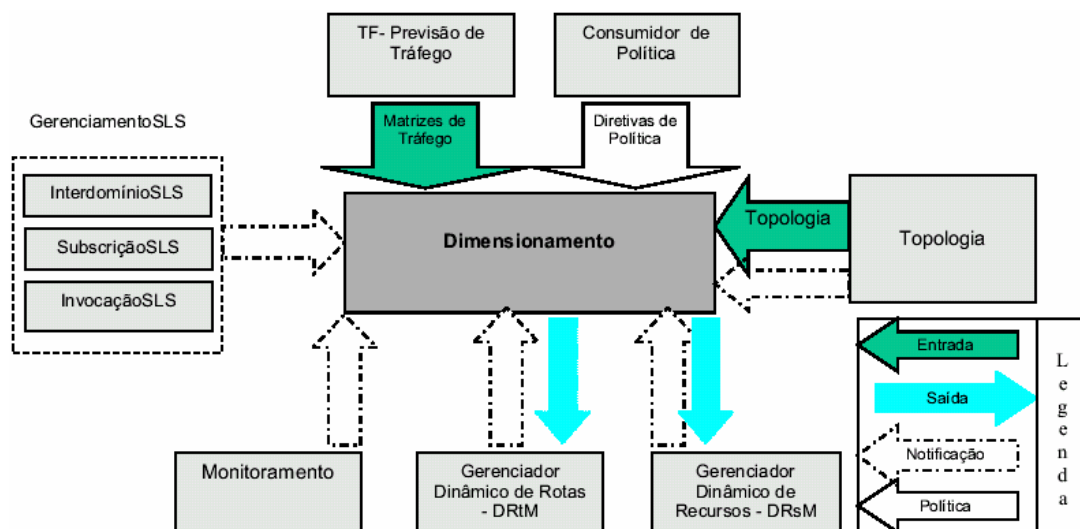 TF- Previsão de
Tráfego
Consumidor de
Política
Matrizes de
Tráfego
Diretivas de
Política
GerenciamentoSLS
InterdomínioSLS
SubscriçãoSLS
InvocaçãoSLS
Dimensionamento
Topologia
Topologia
Monitoramento
Gerenciador
Dinâmico de Rotas
- DRtM
Gerenciador
Dinâmico de
Recursos - DRsM
Entrada
Saída
Notificação
Política
Legenda